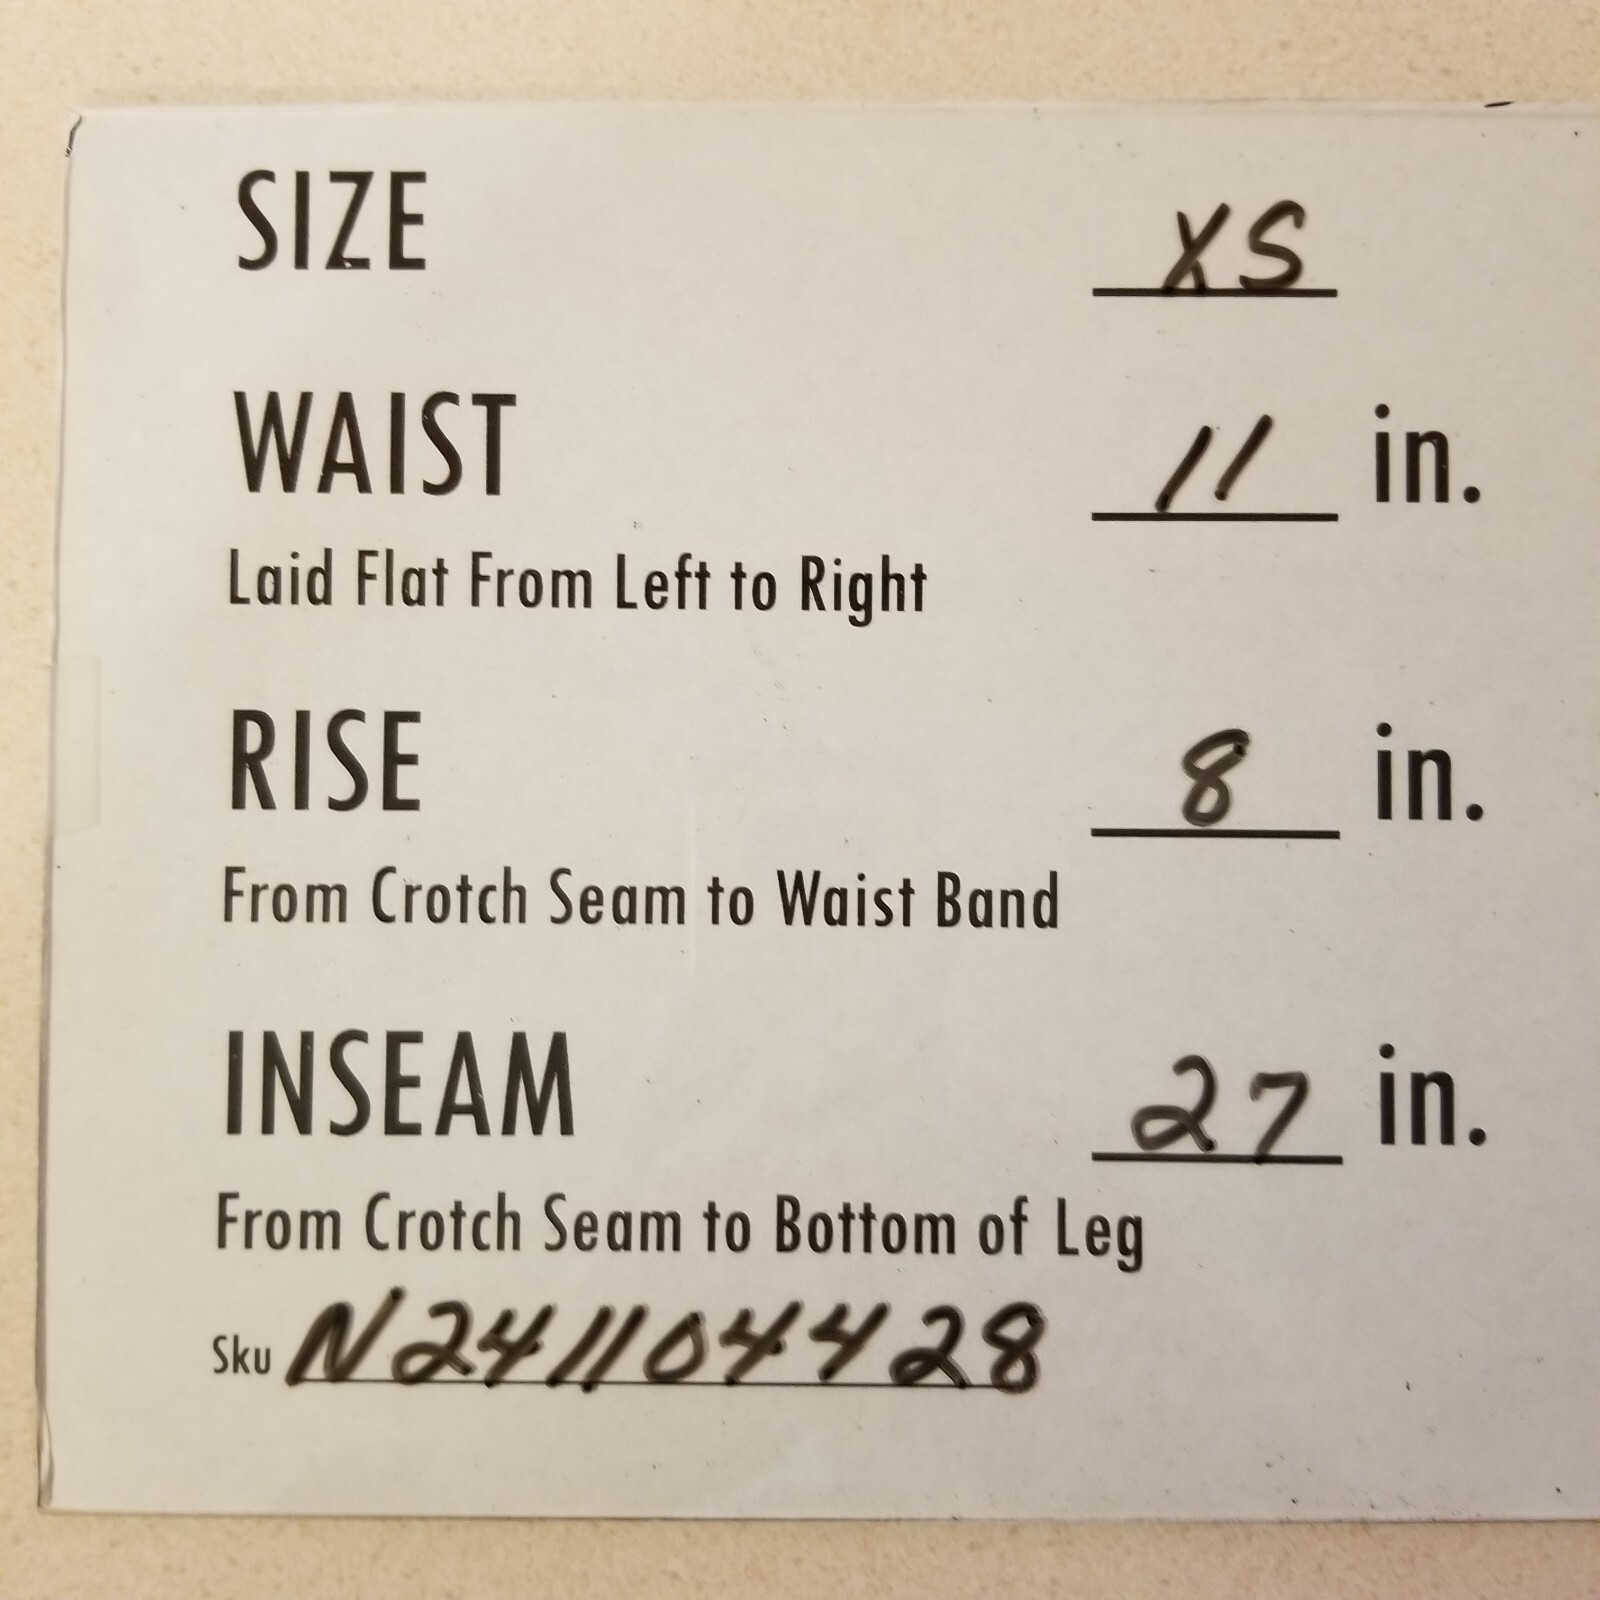 SIZE XS
WAIST 11 in.
Laid Flat From Left to Right
RISE 8 in.
From Crotch Seam to Waist Band
INSEAM 27 in.
From Crotch Seam to Bottom of Leg
Sku N241104428